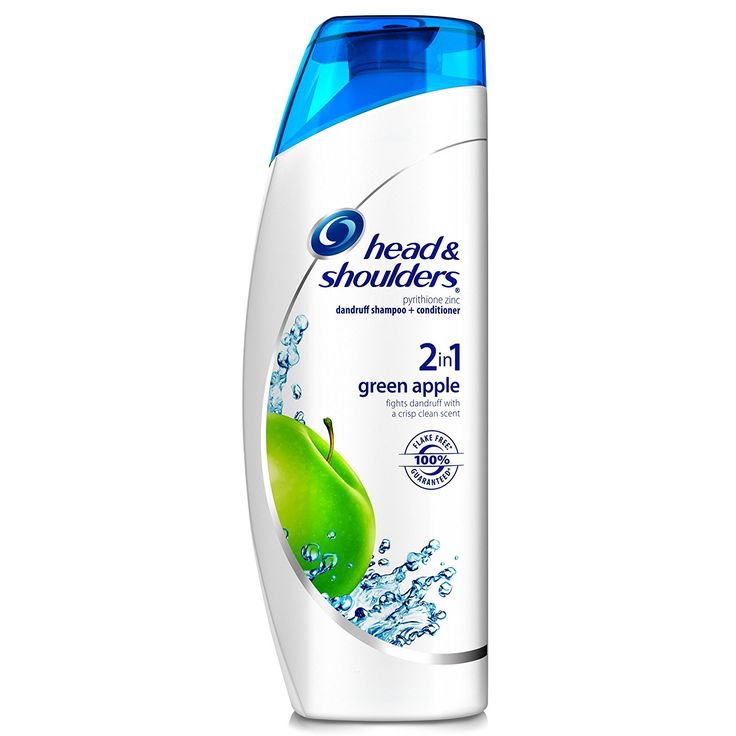 head &
shoulders®
pyrithione zinc
dandruff shampoo + conditioner
2in1
green apple
fights dandruff with
a crisp clean scent
FLAKE FREE*
100%
GUARANTEED*